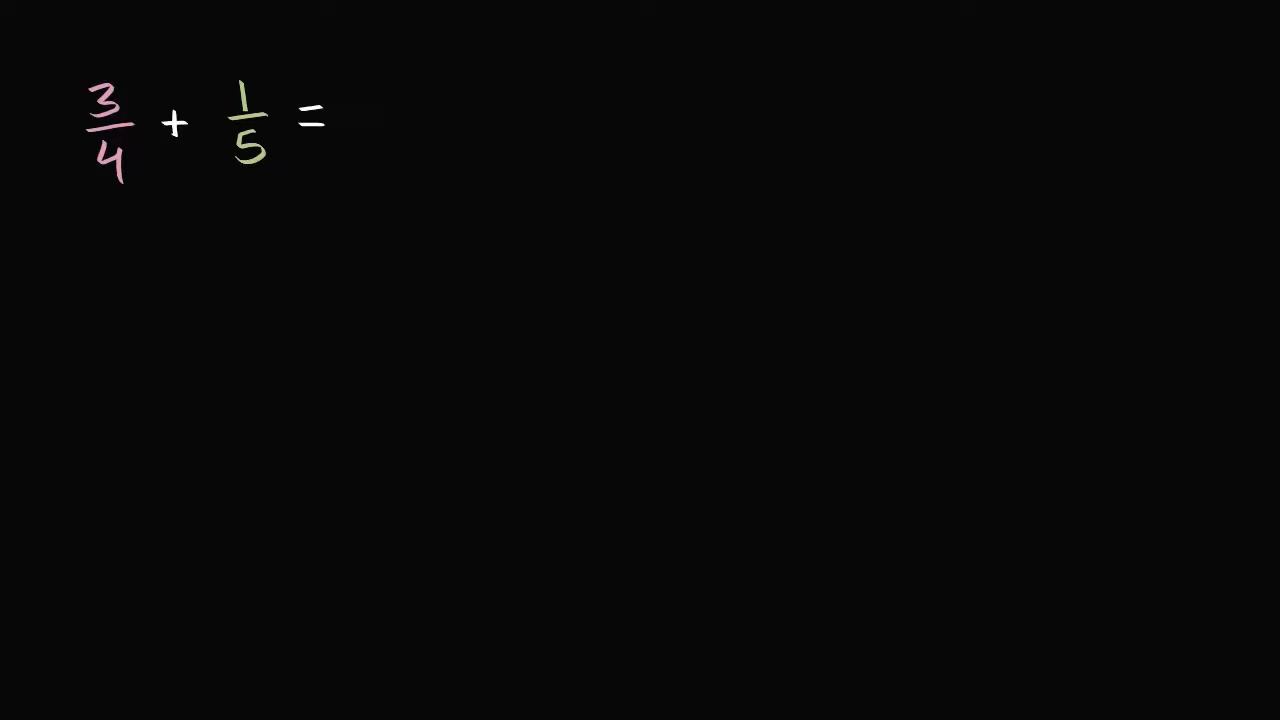 3/4 + 1/5 =